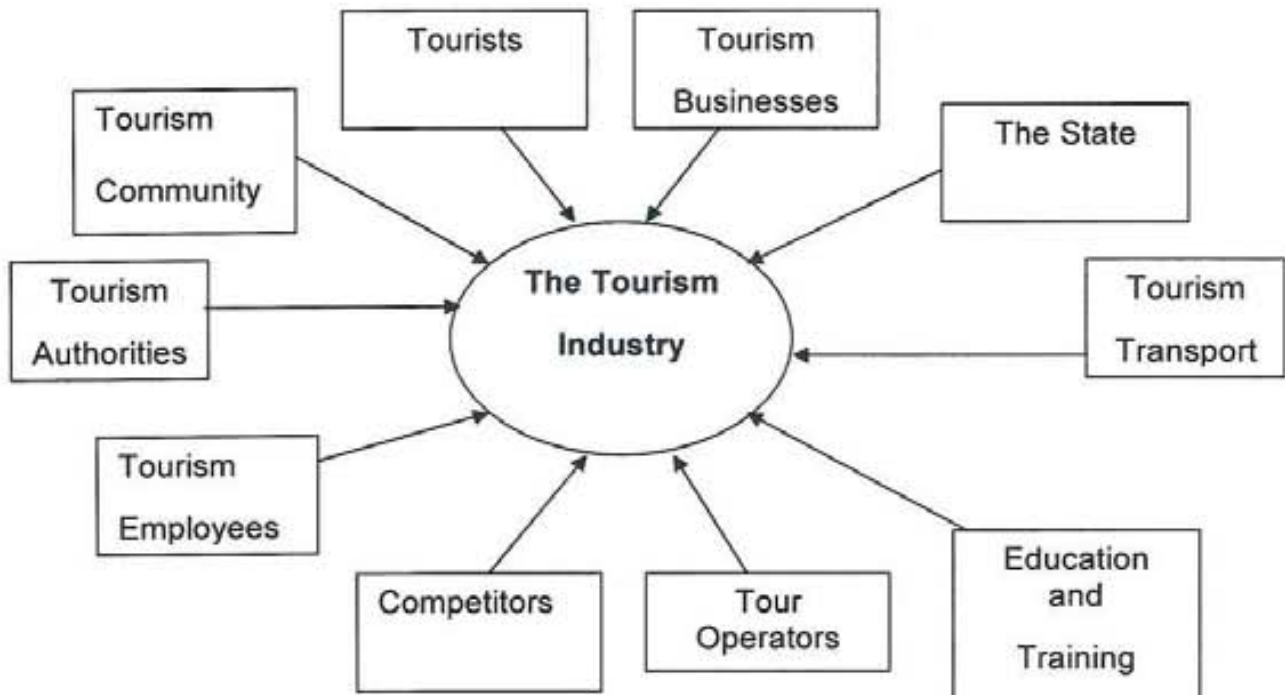 Tourists
Tourism
Businesses
Tourism
Community
The State
The Tourism
Industry
Tourism
Authorities
Tourism
Transport
Tourism
Employees
Competitors
Tour
Operators
Education
and
Training